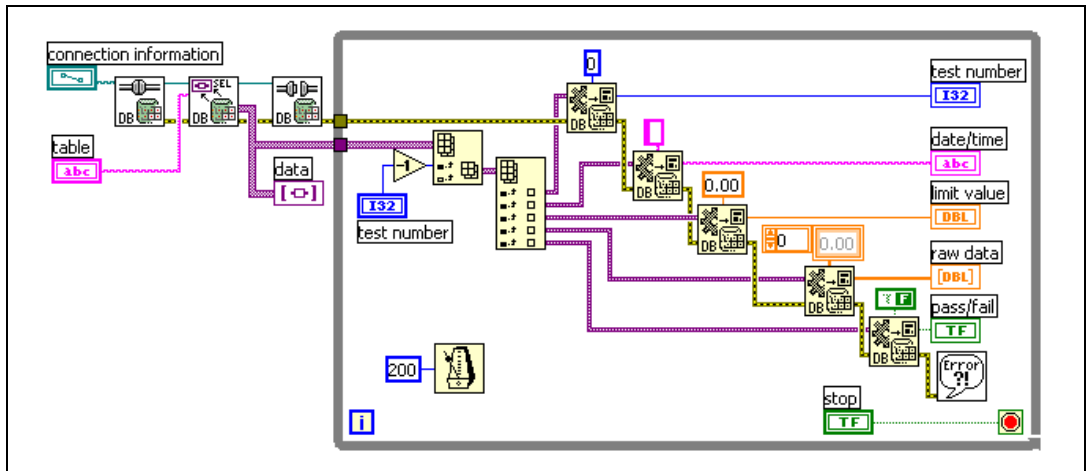 connection information
DB
SEL
DB
DB
table
abc
data
test number
I32
-1
200
i
0
DB
test number
I32
DB
date/time
abc
0.00
DB
limit value
DBL
0
0.00
DB
raw data
[DBL]
F
DB
pass/fail
TF
Error
?!
stop
TF